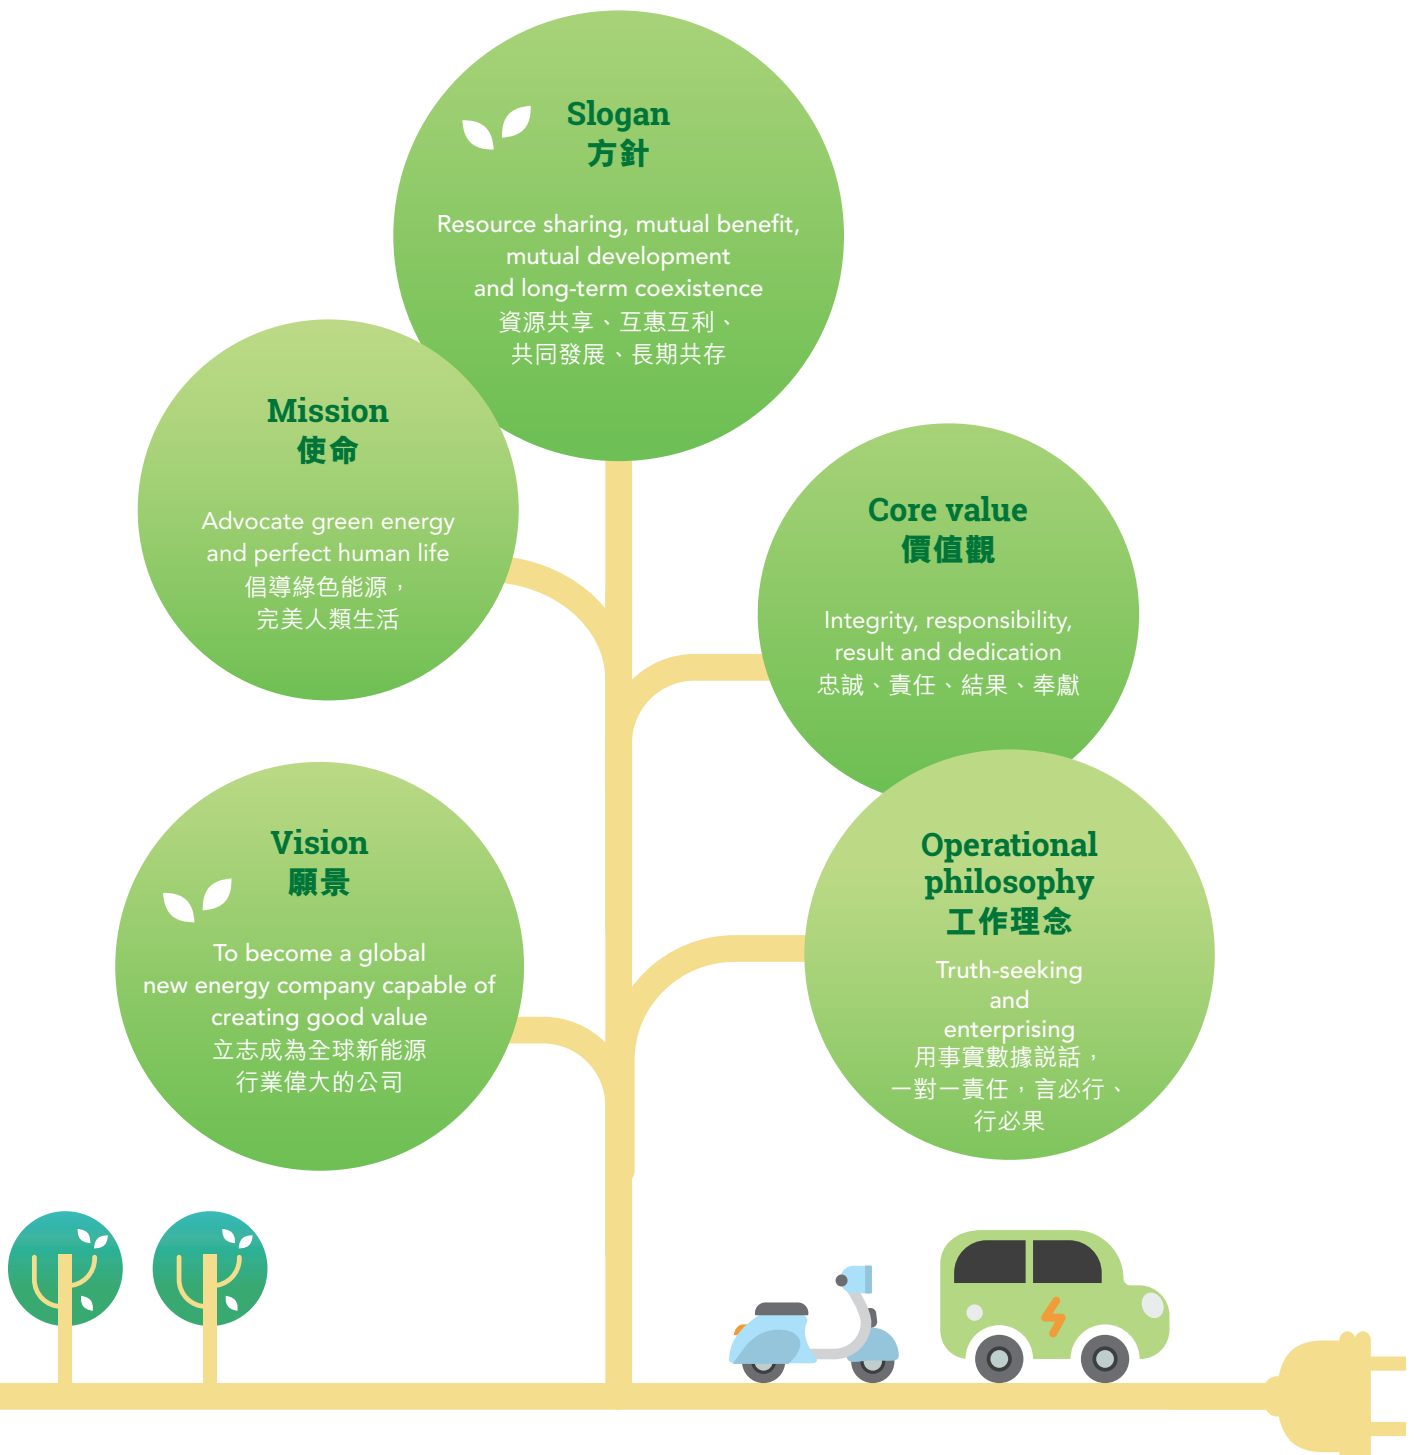 Slogan
方針
Resource sharing, mutual benefit,
mutual development
and long-term coexistence
資源共享、互惠互利、
共同發展、長期共存
Mission
使命
Advocate green energy
and perfect human life
倡導綠色能源，
完美人類生活
Core value
價值觀
Integrity, responsibility,
result and dedication
忠誠、責任、結果、奉獻
Vision
願景
To become a global
new energy company capable of
creating good value
立志成為全球新能源
行業偉大的公司
Operational
philosophy
工作理念
Truth-seeking
and
enterprising
用事實數據説話，
一對一責任，言必行、
行必果